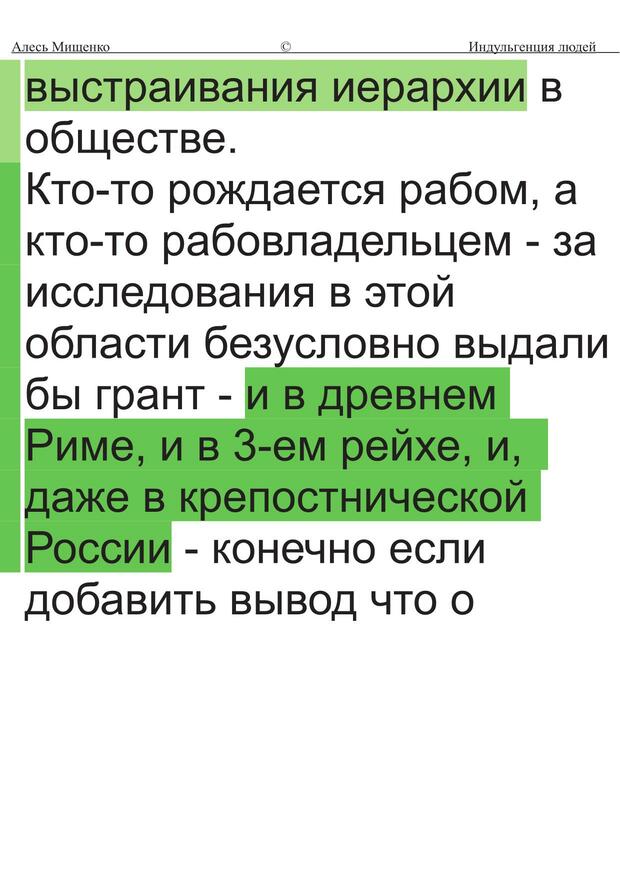 Алесь Мищенко © Индульгенция людей
выстраивания иерархии в
обществе.
Кто-то рождается рабом, а
кто-то рабовладельцем - за
исследования в этой
области безусловно выдали
бы грант - и в древнем
Риме, и в 3-ем рейхе, и,
даже в крепостнической
России - конечно если
добавить вывод что о